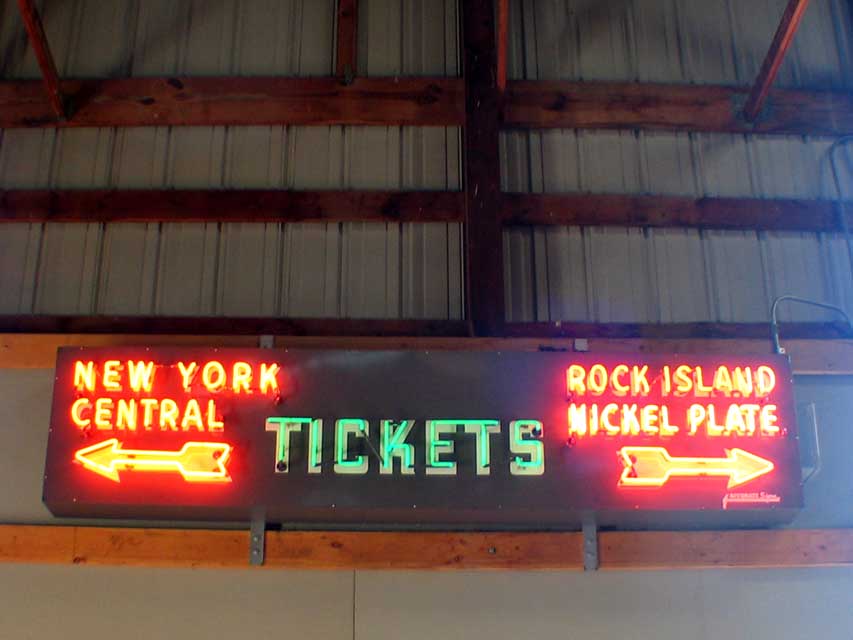 NEW YORK
CENTRAL
TICKETS
ROCK ISLAND
NICKEL PLATE